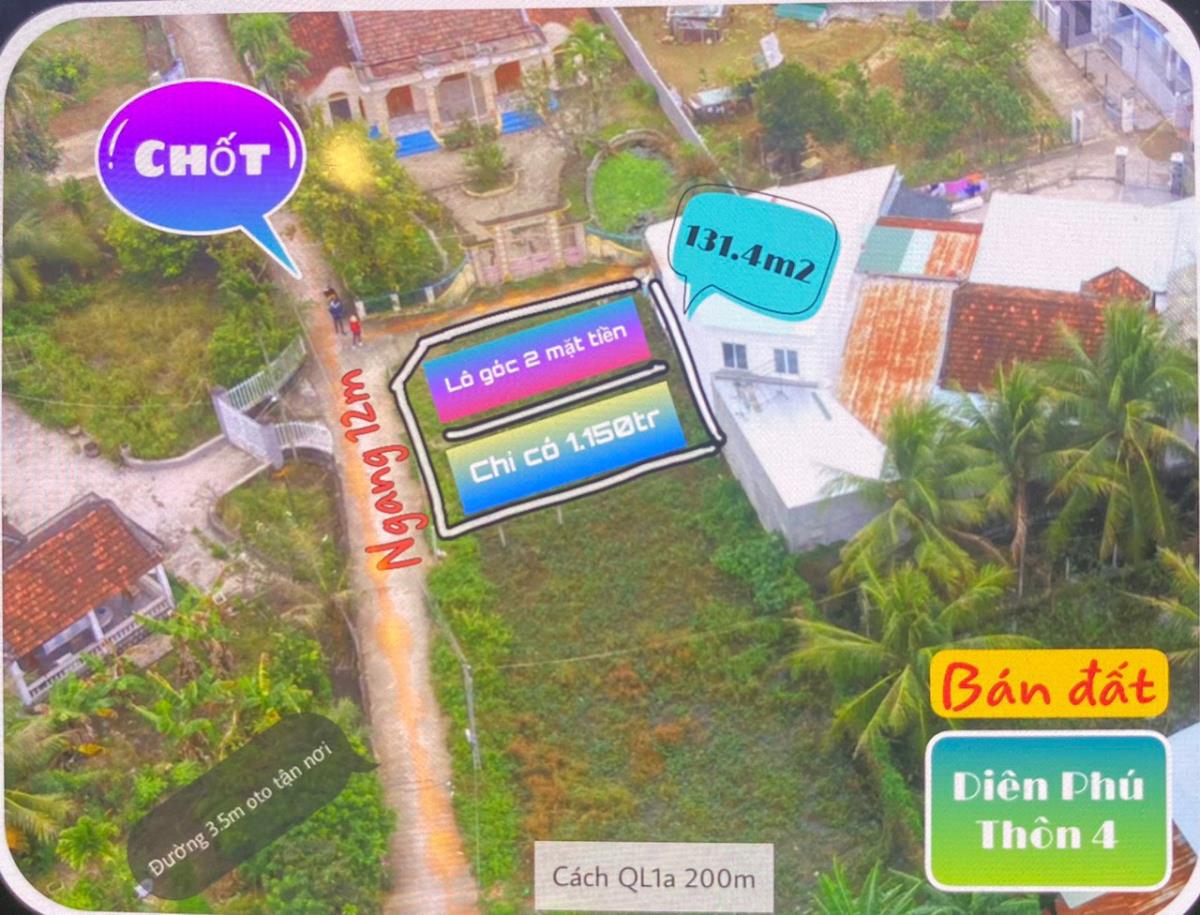 CHỐT
131.4m2
Lô góc 2 mặt tiền
Chỉ có 1.150tr
Ngang 12m
Bán đất
Diên Phú
Thôn 4
Đường 3.5m oto tận nơi
Cách QL1a 200m